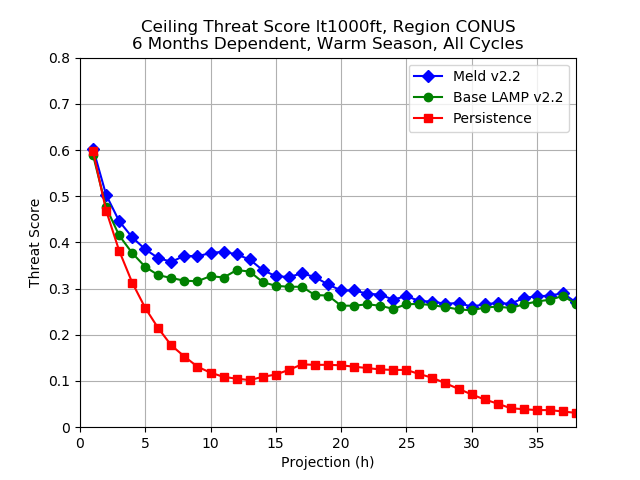 Ceiling Threat Score lt1000ft, Region CONUS
6 Months Dependent, Warm Season, All Cycles
Meld v2.2
Base LAMP v2.2
Persistence
Threat Score
0.8
0.7
0.6
0.5
0.4
0.3
0.2
0.1
0
0 5 10 15 20 25 30 35
Projection (h)